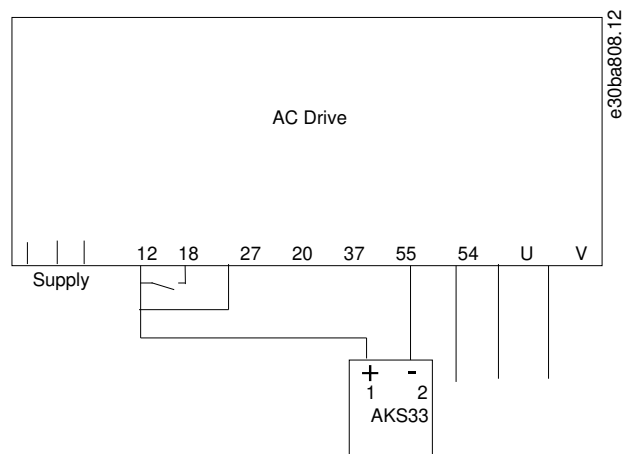 e30ba808.12
AC Drive
12 18 27 20 37 55 54 U V
Supply
+ -
1 2
AKS33